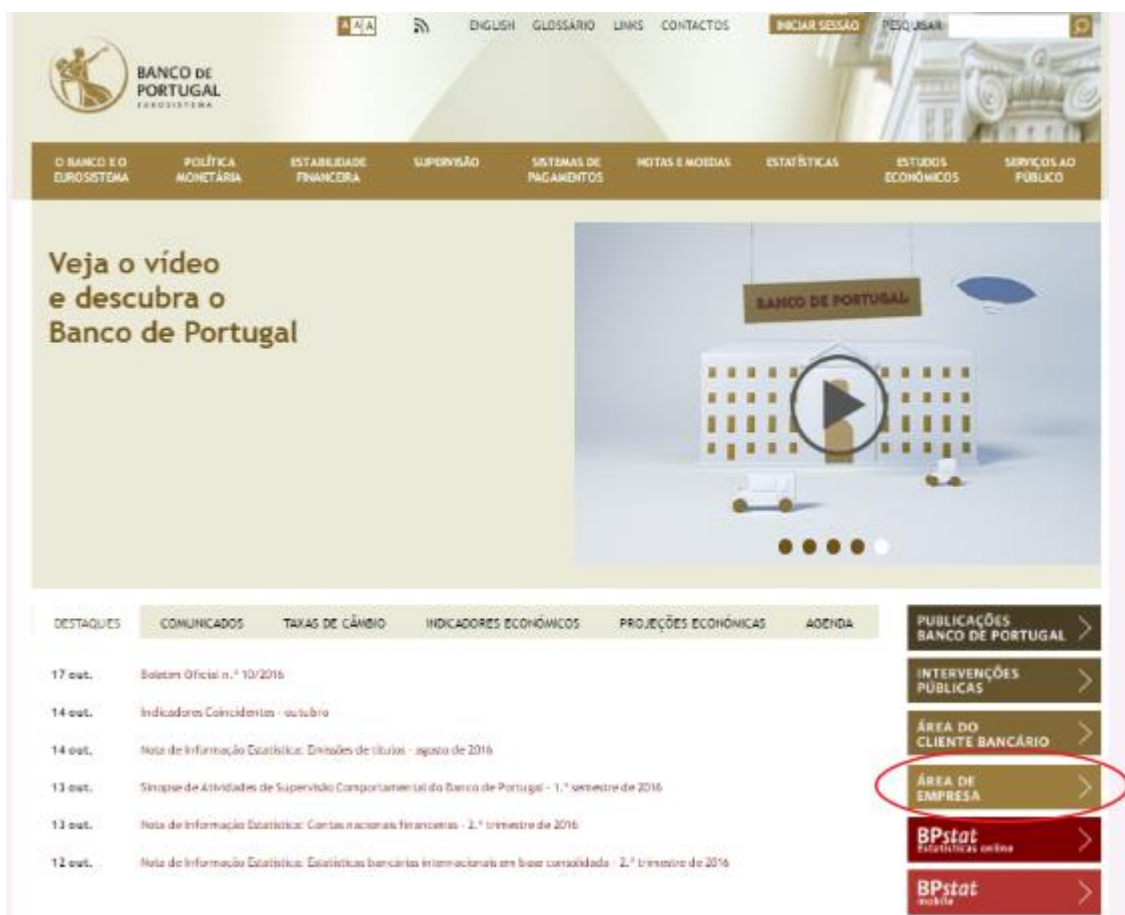 A A A
ENGLISH GLOSSÁRIO LINKS CONTACTOS INICIAR SESSÃO PESQUISAR
BANCO DE
PORTUGAL
EUROSISTEMA
O BANCO E O
EUROSISTEMA
POLÍTICA
MONETÁRIA
ESTABILIDADE
FINANCEIRA
SUPERVISÃO
SISTEMAS DE
PAGAMENTOS
NOTAS E MOEDAS
ESTATÍSTICAS
ESTUDOS
ECONÓMICOS
SERVIÇOS AO
PÚBLICO
Veja o vídeo
e descubra o
Banco de Portugal
BANCO DE PORTUGAL
DESTAQUES COMUNICADOS TAXAS DE CÂMBIO INDICADORES ECONÓMICOS PROJEÇÕES ECONÓMICAS AGENDA
17 out. Boletim Oficial n.º 10/2016
14 out. Indicadores Coincidentes - outubro
14 out. Nota de Informação Estatística: Emissões de títulos - agosto de 2016
13 out. Sinopse de Atividades de Supervisão Comportamental do Banco de Portugal - 1.º semestre de 2016
13 out. Nota de Informação Estatística: Contas nacionais financeiras - 2.º trimestre de 2016
12 out. Nota de Informação Estatística: Estatísticas bancárias internacionais em base consolidada - 2.º trimestre de 2016
PUBLICAÇÕES
BANCO DE PORTUGAL
INTERVENÇÕES
PÚBLICAS
ÁREA DO
CLIENTE BANCÁRIO
ÁREA DE
EMPRESA
BPstat
Estatísticas online
BPstat
mobile